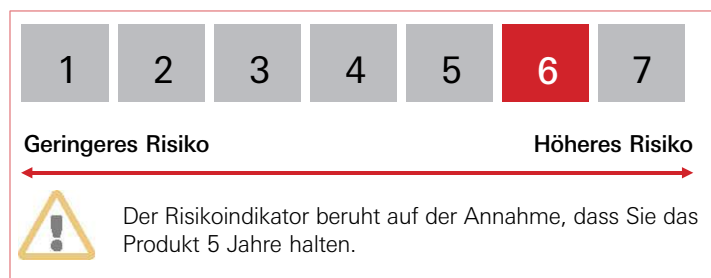 1 2 3 4 5 6 7
Geringeres Risiko Höheres Risiko
Der Risikoindikator beruht auf der Annahme, dass Sie das
Produkt 5 Jahre halten.